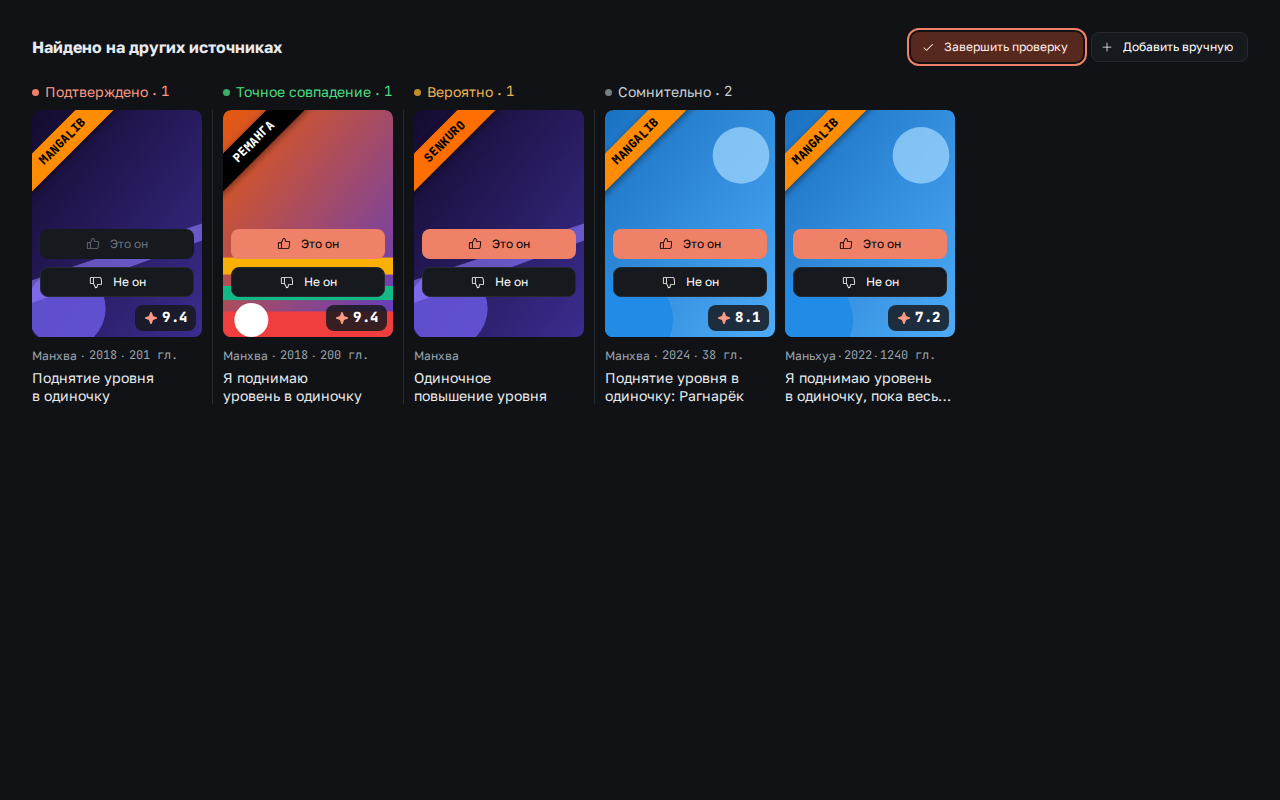 Найдено на других источниках
Завершить проверку
Добавить вручную
Подтверждено · 1
Точное совпадение · 1
Вероятно · 1
Сомнительно · 2
MANGALIB
Это он
Не он
9.4
Манхва · 2018 · 201 гл.
Поднятие уровня
в одиночку
РЕМАНГА
Это он
Не он
9.4
Манхва · 2018 · 200 гл.
Я поднимаю
уровень в одиночку
SENKURO
Это он
Не он
Манхва
Одиночное
повышение уровня
MANGALIB
Это он
Не он
8.1
Манхва · 2024 · 38 гл.
Поднятие уровня в
одиночку: Рагнарёк
MANGALIB
Это он
Не он
7.2
Маньхуа · 2022 · 1240 гл.
Я поднимаю уровень
в одиночку, пока весь...